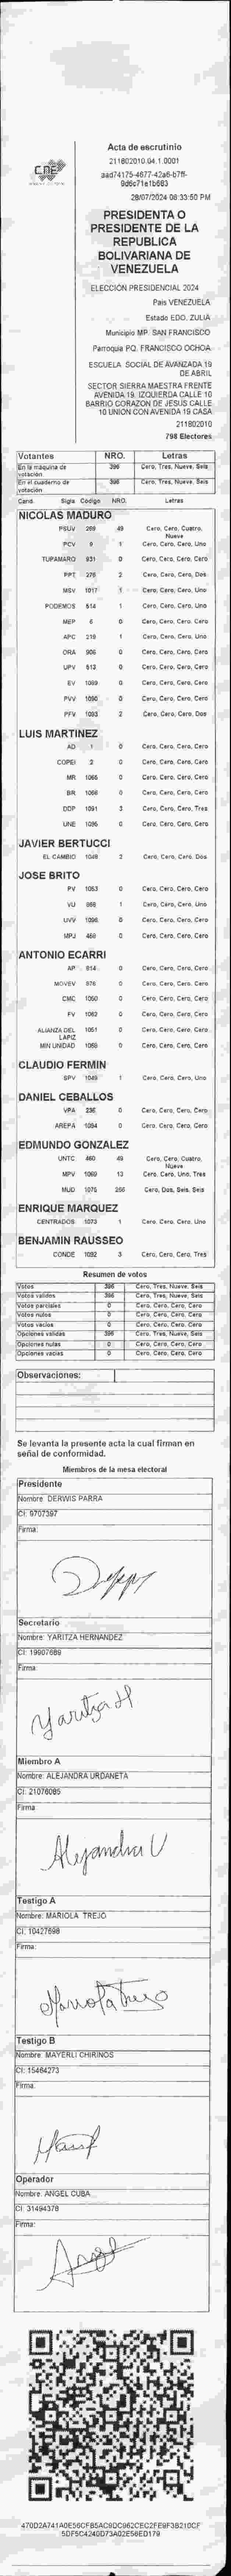 CNE
Acta de escrutinio
211802010.04.1.0001
28/07/2024 08:33:50 PM
PRESIDENTA O
PRESIDENTE DE LA
REPUBLICA
BOLIVARIANA DE
VENEZUELA
ELECCIÓN PRESIDENCIAL 2024
Pais VENEZUELA
Estado EDO. ZULIA
Municipio MP. SAN FRANCISCO
Parroquia PQ. FRANCISCO OCHOA
ESCUELA SOCIAL DE AVANZADA 19
DE ABRIL
SECTOR SIERRA MAESTRA FRENTE
AVENIDA 19. IZQUIERDA CALLE 10
BARRIO CORAZON DE JESUS CALLE
10 UNION CON AVENIDA 19 CASA
211802010
798 Electores
Votantes NRO. Letras
En la máquina de votación 396 Cero, Tres, Nueve, Seis
En el cuaderno de votación 396 Cero, Tres, Nueve, Seis
Cand. Sigla Código NRO. Letras
NICOLAS MADURO
PSUV 269 49 Cero, Cero, Cuatro, Nueve
PCV 9 1 Cero, Cero, Cero, Uno
TUPAMARO 931 0 Cero, Cero, Cero, Cero
PPT 276 2 Cero, Cero, Cero, Dos
MSV 1017 1 Cero, Cero, Cero, Uno
PODEMOS 514 1 Cero, Cero, Cero, Uno
MEP 6 0 Cero, Cero, Cero, Cero
APC 219 1 Cero, Cero, Cero, Uno
ORA 906 0 Cero, Cero, Cero, Cero
UPV 613 0 Cero, Cero, Cero, Cero
EV 1089 0 Cero, Cero, Cero, Cero
PVV 1090 0 Cero, Cero, Cero, Cero
PFV 1093 2 Cero, Cero, Cero, Dos
LUIS MARTINEZ
AD 1 0 Cero, Cero, Cero, Cero
COPEI 2 0 Cero, Cero, Cero, Cero
MR 1065 0 Cero, Cero, Cero, Cero
BR 1068 0 Cero, Cero, Cero, Cero
DDP 1091 3 Cero, Cero, Cero, Tres
UNE 1095 0 Cero, Cero, Cero, Cero
JAVIER BERTUCCI
EL CAMBIO 1048 2 Cero, Cero, Cero, Dos
JOSE BRITO
PV 1053 0 Cero, Cero, Cero, Cero
VU 988 1 Cero, Cero, Cero, Uno
UVV 1096 0 Cero, Cero, Cero, Cero
MPJ 468 0 Cero, Cero, Cero, Cero
ANTONIO ECARRI
AP 914 0 Cero, Cero, Cero, Cero
MOVEV 976 0 Cero, Cero, Cero, Cero
CMC 1050 0 Cero, Cero, Cero, Cero
FV 1062 0 Cero, Cero, Cero, Cero
ALIANZA DEL LAPIZ 1051 0 Cero, Cero, Cero, Cero
MIN UNIDAD 1058 0 Cero, Cero, Cero, Cero
CLAUDIO FERMIN
SPV 1049 1 Cero, Cero, Cero, Uno
DANIEL CEBALLOS
VPA 236 0 Cero, Cero, Cero, Cero
AREPA 1094 0 Cero, Cero, Cero, Cero
EDMUNDO GONZALEZ
UNTC 460 49 Cero, Cero, Cuatro, Nueve
MPV 1069 13 Cero, Cero, Uno, Tres
MUD 1075 266 Cero, Dos, Seis, Seis
ENRIQUE MARQUEZ
CENTRADOS 1073 1 Cero, Cero, Cero, Uno
BENJAMIN RAUSSEO
CONDE 1092 3 Cero, Cero, Cero, Tres
Resumen de votos
Votos 396 Cero, Tres, Nueve, Seis
Votos validos 396 Cero, Tres, Nueve, Seis
Votos parciales 0 Cero, Cero, Cero, Cero
Votos nulos 0 Cero, Cero, Cero, Cero
Votos vacios 0 Cero, Cero, Cero, Cero
Opciones validas 396 Cero, Tres, Nueve, Seis
Opciones nulas 0 Cero, Cero, Cero, Cero
Opciones vacias 0 Cero, Cero, Cero, Cero
Observaciones:
Se levanta la presente acta la cual firman en
señal de conformidad.
Miembros de la mesa electoral
Presidente
Nombre: DERWIS PARRA
CI: 9707397
Firma:
Secretario
Nombre: YARITZA HERNANDEZ
CI: 19907689
Firma:
Yaritza H
Miembro A
Nombre: ALEJANDRA URDANETA
CI: 21076085
Firma
Alejandra U
Testigo A
Nombre: MARIOLA TREJO
CI: 10427698
Firma:
Mariola Trejo
Testigo B
Nombre: MAYERLI CHIRINOS
CI: 15464273
Firma:
Operador
Nombre: ANGEL CUBA
CI: 31494378
Firma:
Angel